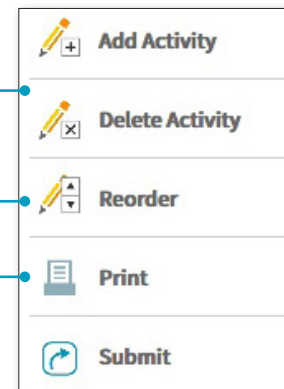 Add Activity
Delete Activity
Reorder
Print
Submit